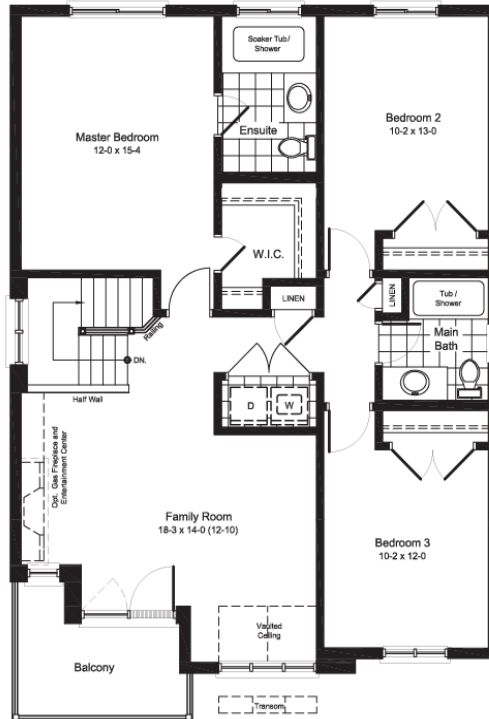 Soaker Tub/
Shower
Ensuite
Master Bedroom
12-0 x 15-4
Bedroom 2
10-2 x 13-0
W.I.C.
LINEN
LINEN
Tub /
Shower
Main
Bath
Railing
DN.
Half Wall
D
W
Opt. Gas Fireplace and
Entertainment Center
Family Room
18-3 x 14-0 (12-10)
Bedroom 3
10-2 x 12-0
Vaulted
Ceiling
Balcony
Transom